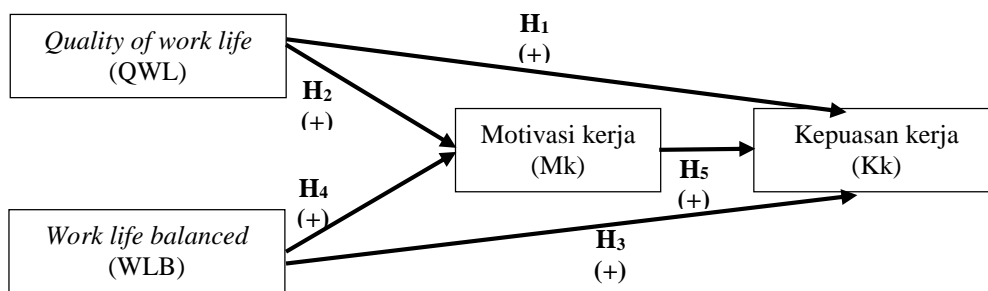 Quality of work life
(QWL)
H1
(+)
H2
(+)
Motivasi kerja
(Mk)
Kepuasan kerja
(Kk)
H5
(+)
H4
(+)
Work life balanced
(WLB)
H3
(+)